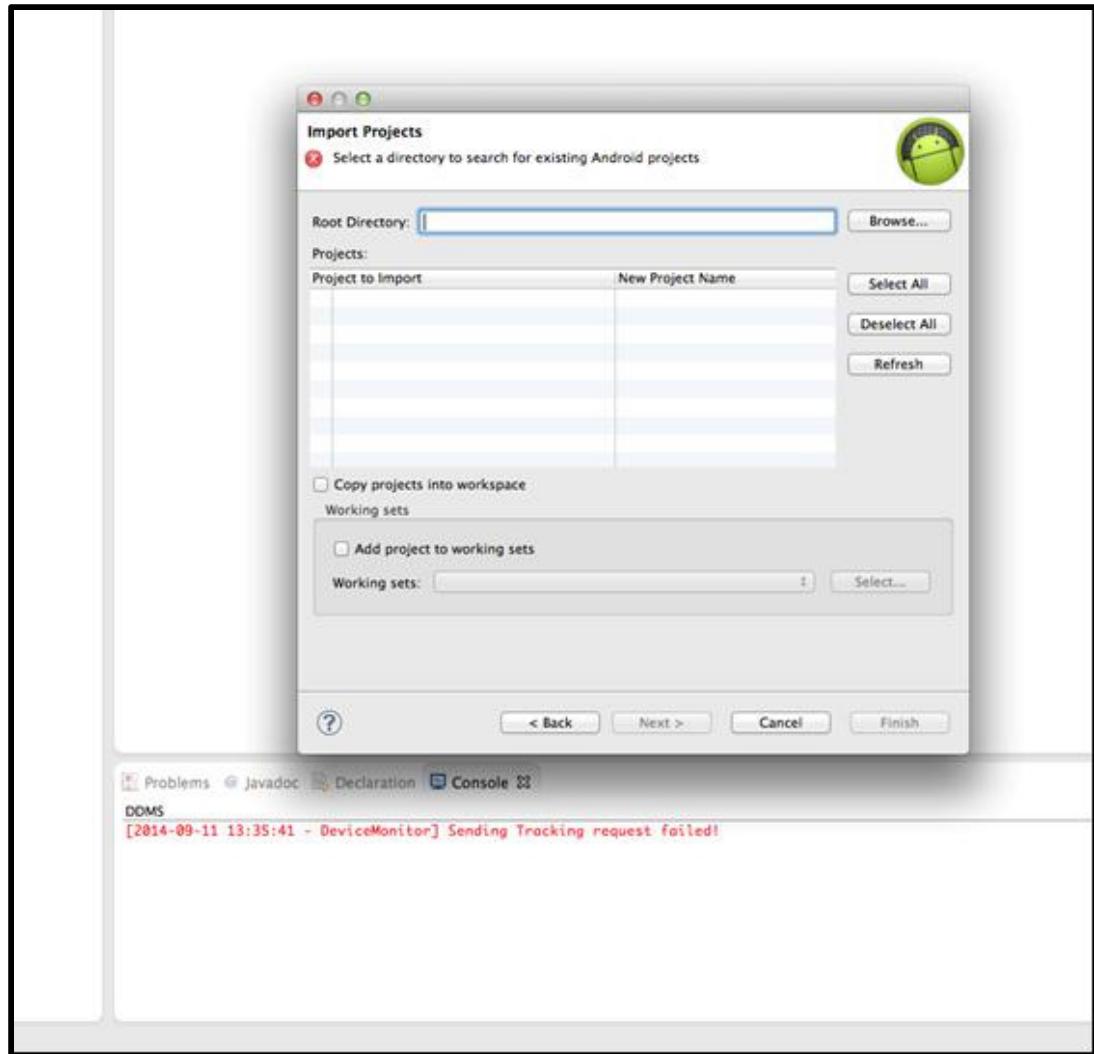 Import Projects
Select a directory to search for existing Android projects
Root Directory: Browse...
Projects:
Project to Import New Project Name
Select All
Deselect All
Refresh
Copy projects into workspace
Working sets
Add project to working sets
Working sets: Select...
? < Back Next > Cancel Finish
Problems @ Javadoc Declaration Console
DDMS
[2014-09-11 13:35:41 - DeviceMonitor] Sending Tracking request failed!